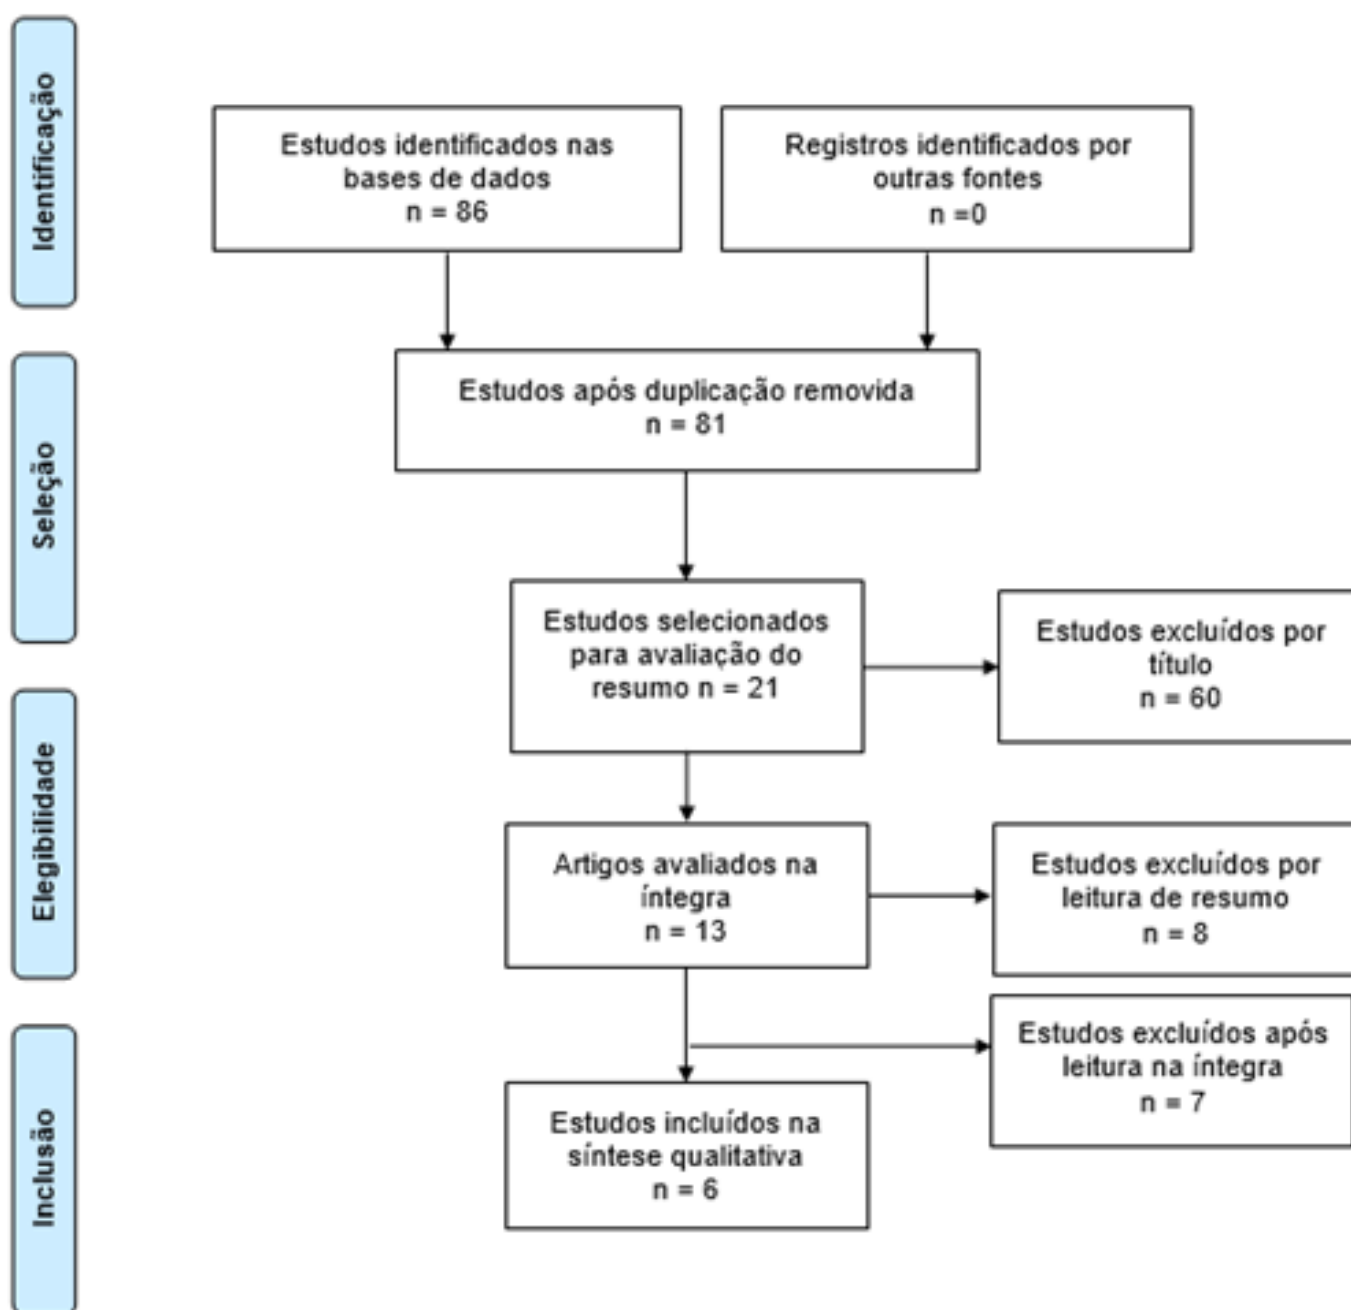 Identificação
Estudos identificados nas
bases de dados
n = 86
Registros identificados por
outras fontes
n =0
Seleção
Estudos após duplicação removida
n = 81
Estudos selecionados
para avaliação do
resumo n = 21
Estudos excluídos por
título
n = 60
Elegibilidade
Artigos avaliados na
íntegra
n = 13
Estudos excluídos por
leitura de resumo
n = 8
Estudos excluídos após
leitura na íntegra
n = 7
Inclusão
Estudos incluídos na
síntese qualitativa
n = 6